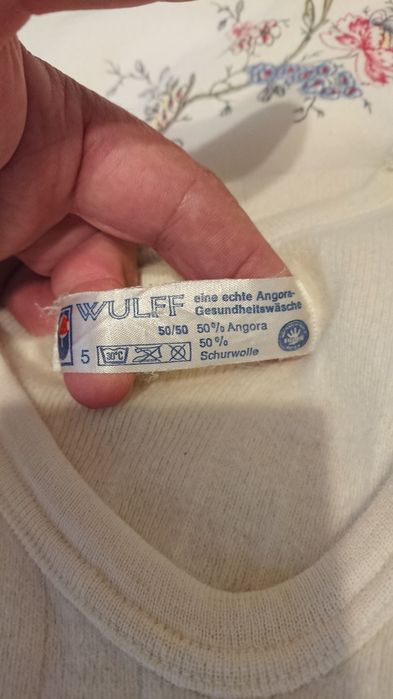 WULFF eine echte Angora-
Gesundheitswäsche
50/50 50% Angora
5 30°C 50%
Schurwolle